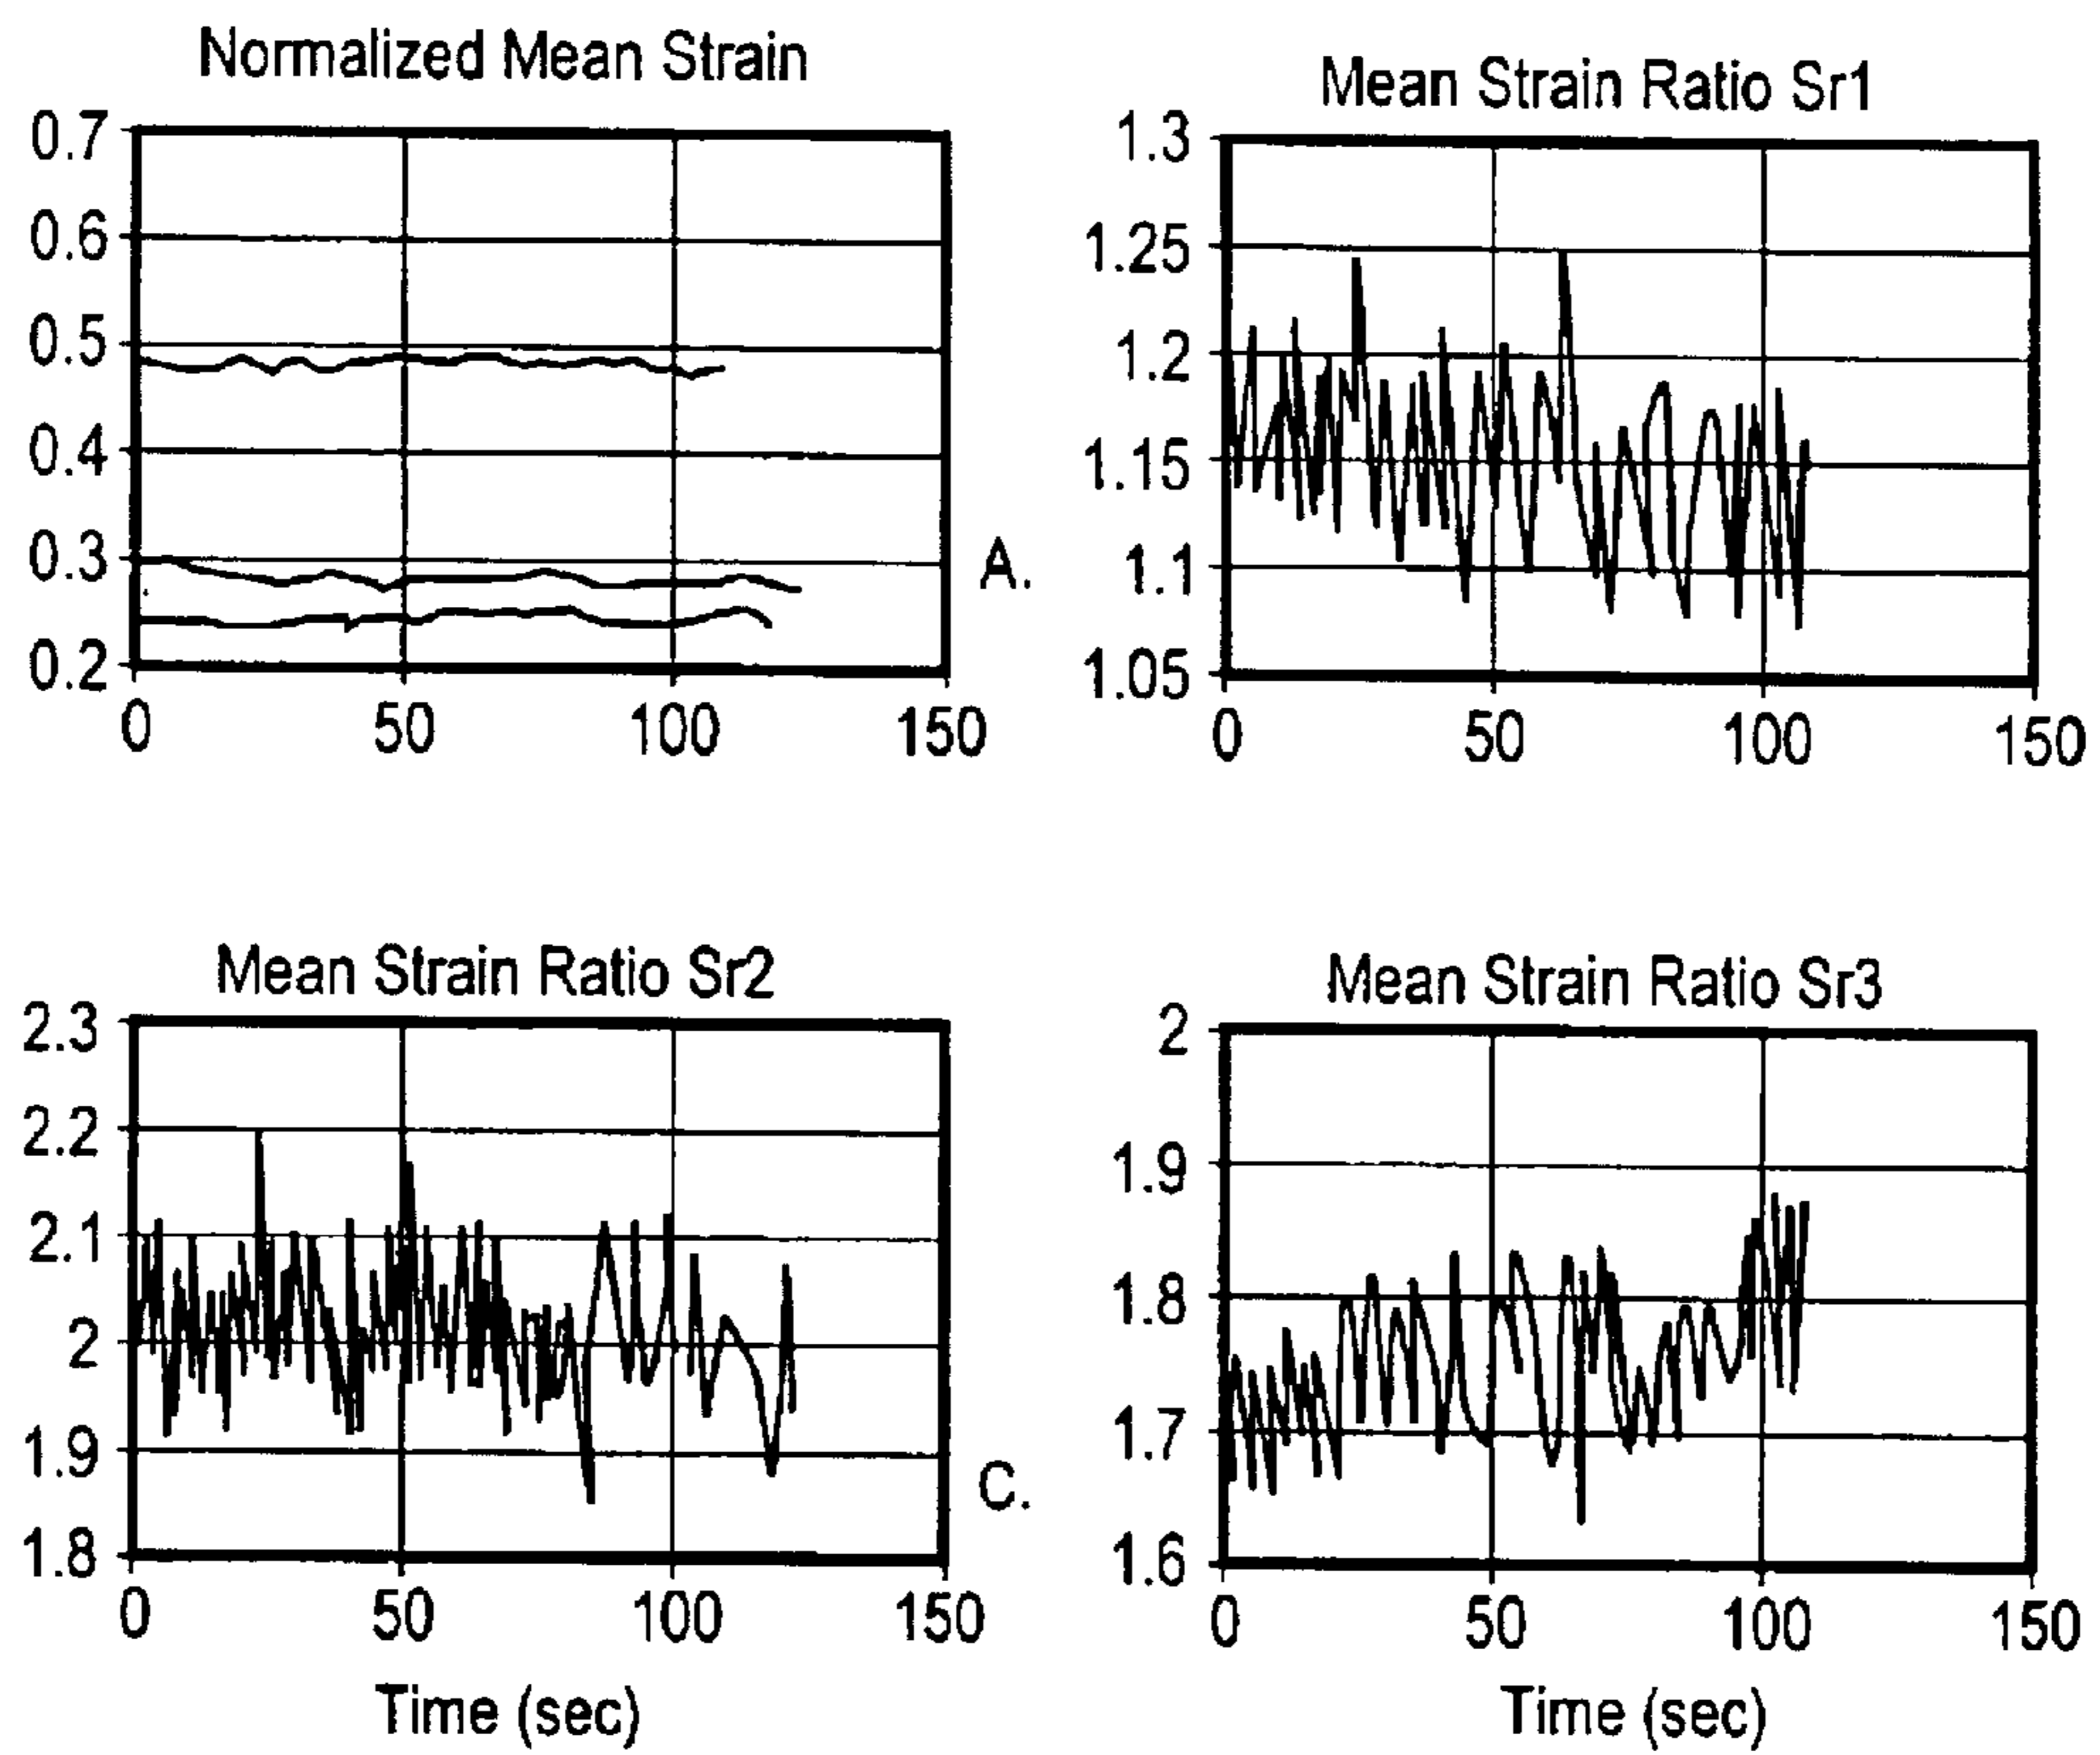 Normalized Mean Strain
0.7
0.6
0.5
0.4
0.3
0.2
0 50 100 150
A.
Mean Strain Ratio Sr1
1.3
1.25
1.2
1.15
1.1
1.05
0 50 100 150
Mean Strain Ratio Sr2
2.3
2.2
2.1
2
1.9
1.8
0 50 100 150
Time (sec)
C.
Mean Strain Ratio Sr3
2
1.9
1.8
1.7
1.6
0 50 100 150
Time (sec)